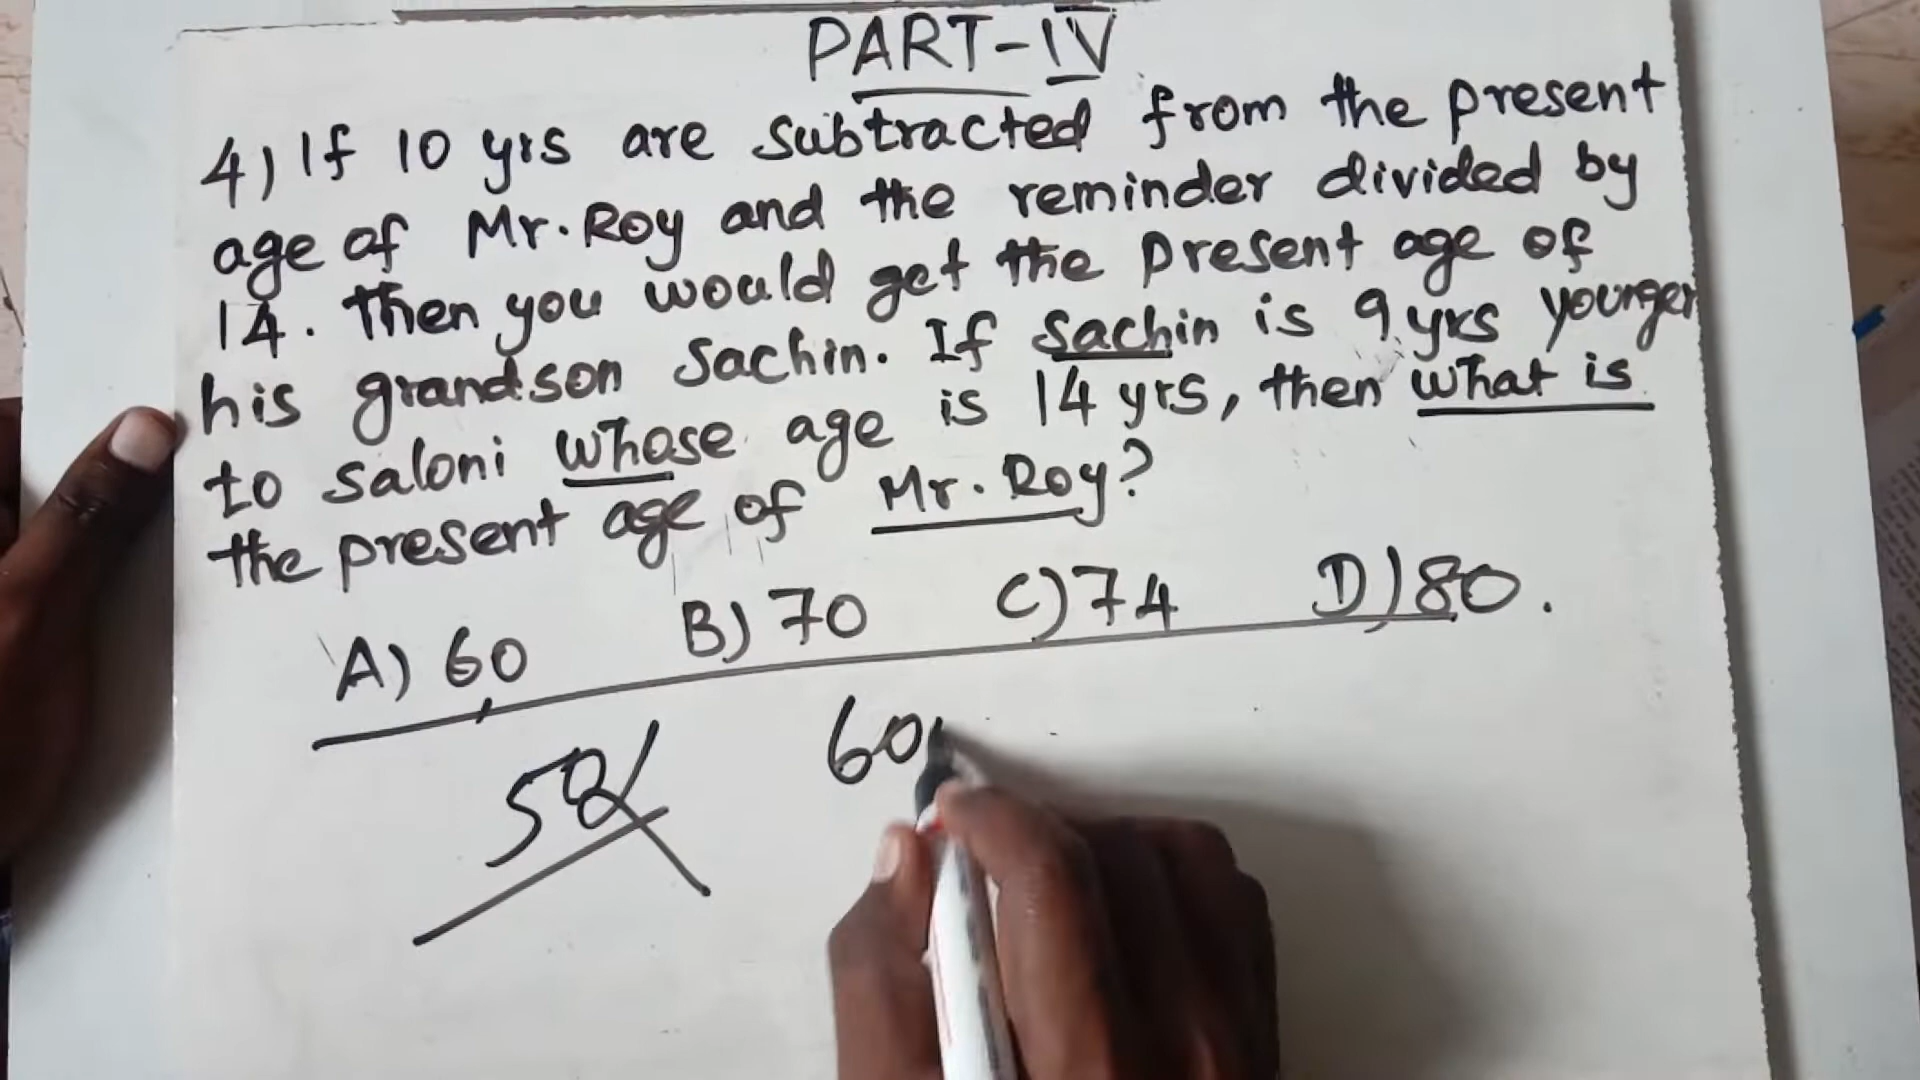 PART-IV
4) If 10 yrs are subtracted from the present
age of Mr. Roy and the reminder divided by
14. Then you would get the present age of
his grandson Sachin. If Sachin is 9 yrs younger
to saloni whose age is 14 yrs, then what is
the present age of Mr. Roy?
A) 60 B) 70 C) 74 D) 80.
60